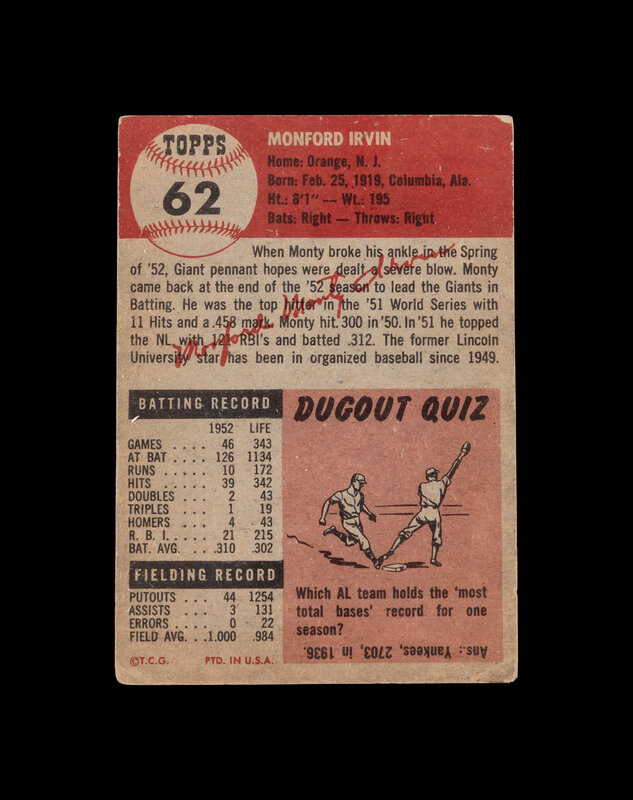 TOPPS
62
MONFORD IRVIN
Home: Orange, N. J.
Born: Feb. 25, 1919, Columbia, Ala.
Ht.: 6'1" — Wt.: 195
Bats: Right — Throws: Right
When Monty broke his ankle in the Spring
of '52, Giant pennant hopes were dealt a severe blow. Monty
came back at the end of the '52 season to lead the Giants in
Batting. He was the top hitter in the '51 World Series with
11 Hits and a .458 mark. Monty hit .300 in '50. In '51 he topped
the NL with 121 RBI's and batted .312. The former Lincoln
University star has been in organized baseball since 1949.
Monford Monty Irvin
BATTING RECORD
1952 LIFE
GAMES .... 46 343
AT BAT .... 126 1134
RUNS .... 10 172
HITS .... 39 342
DOUBLES ... 2 43
TRIPLES ... 1 19
HOMERS ... 4 43
R. B. I. .... 21 215
BAT. AVG. .. .310 .302
FIELDING RECORD
PUTOUTS ... 44 1254
ASSISTS .... 3 131
ERRORS .... 0 22
FIELD AVG. ..1.000 .984
©T.C.G. PTD. IN U.S.A.
DUGOUT QUIZ
Which AL team holds the 'most
total bases' record for one
season?
Ans.: Yankees, 2703, in 1936.